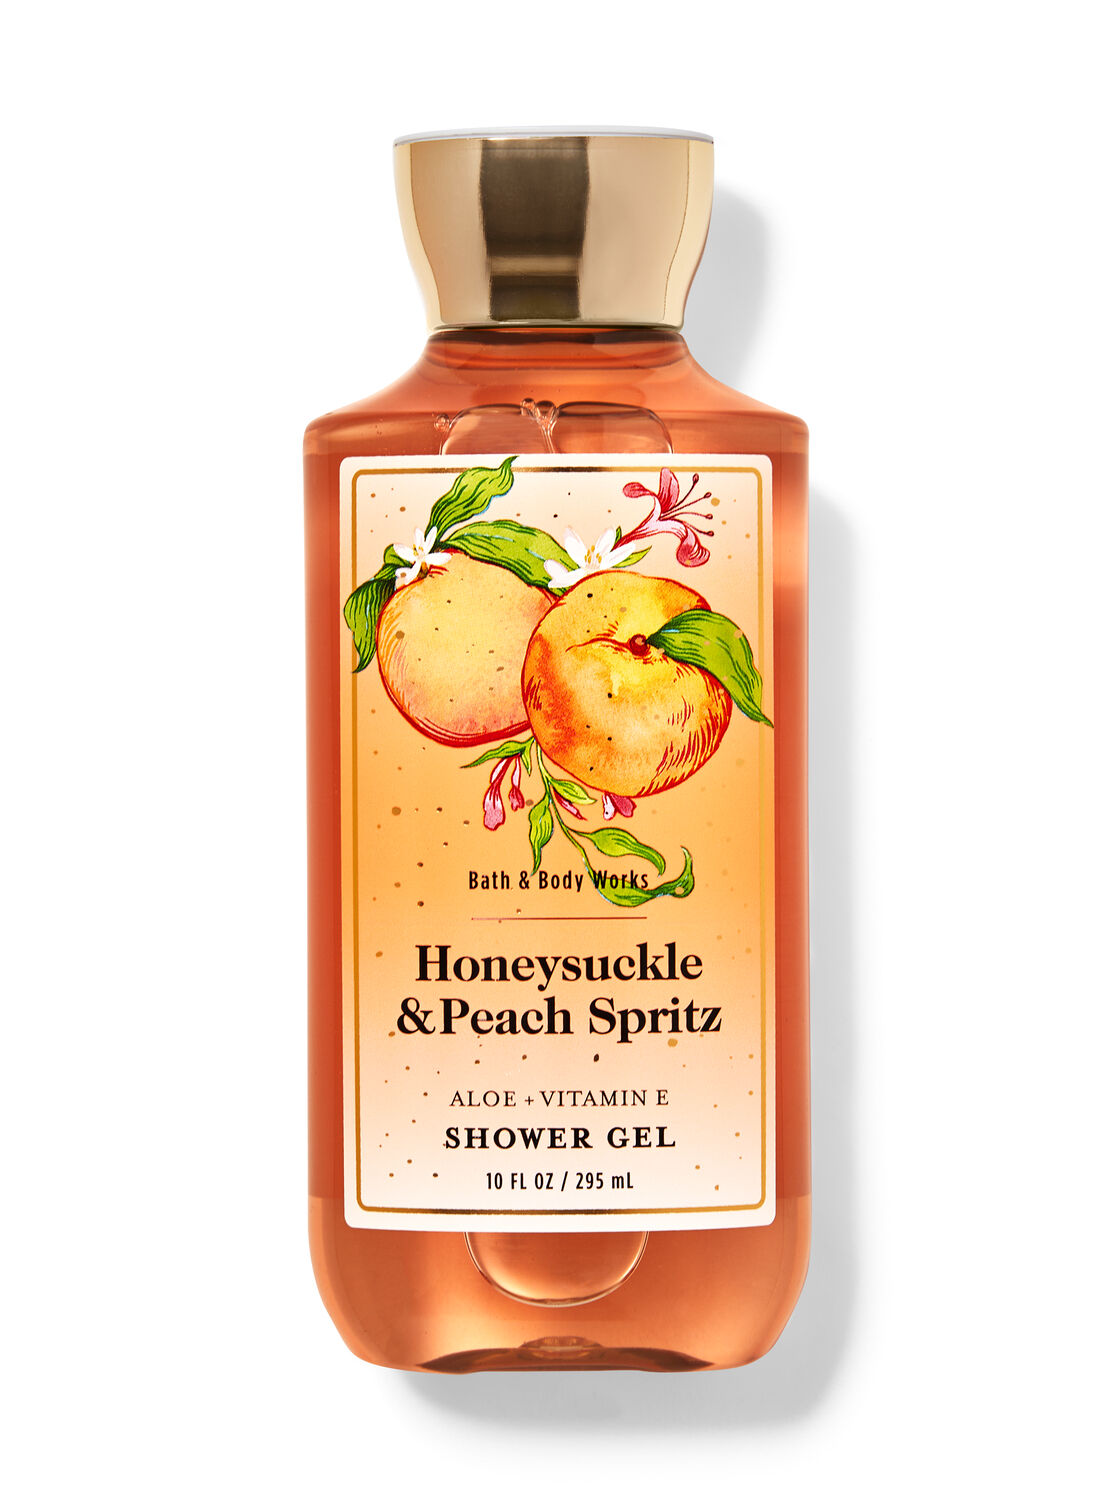 Bath & Body Works
Honeysuckle
& Peach Spritz
ALOE + VITAMIN E
SHOWER GEL
10 FL OZ / 295 mL